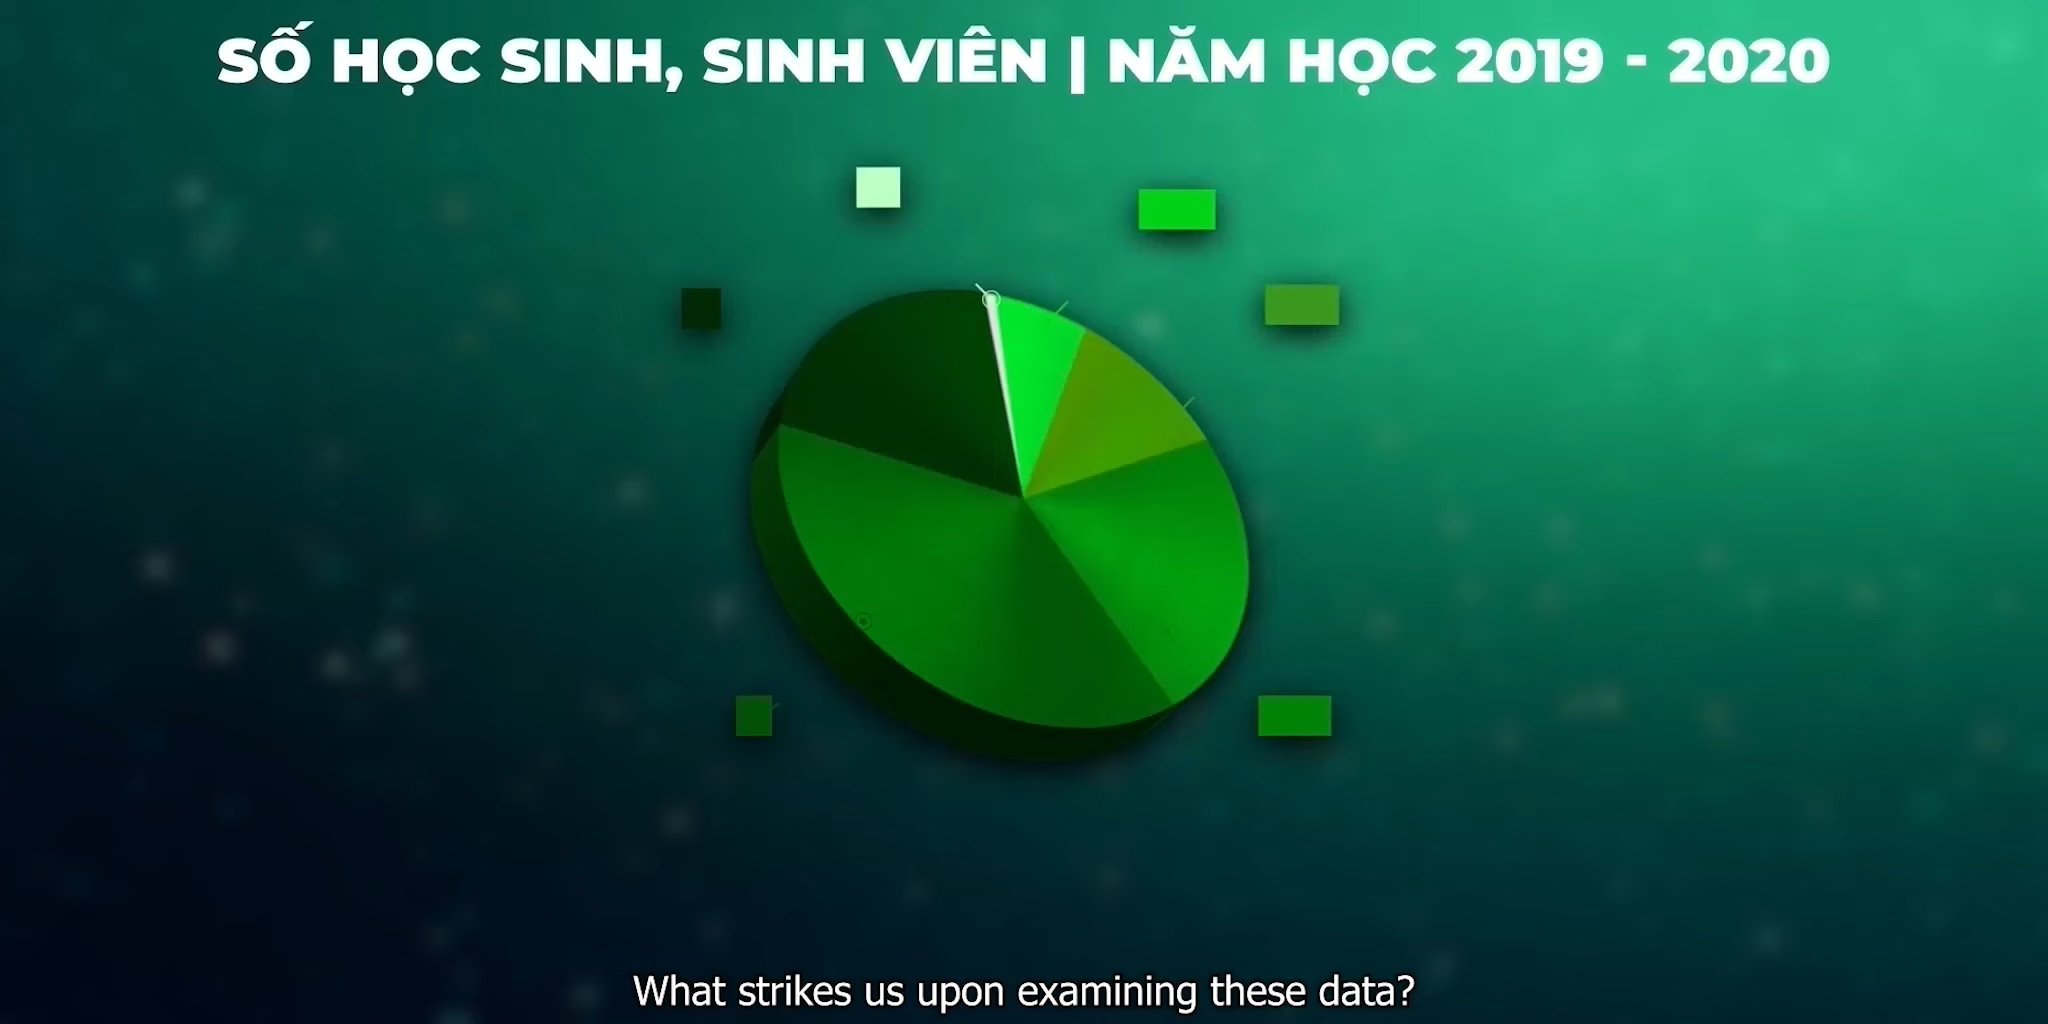 SỐ HỌC SINH, SINH VIÊN | NĂM HỌC 2019 - 2020
What strikes us upon examining these data?